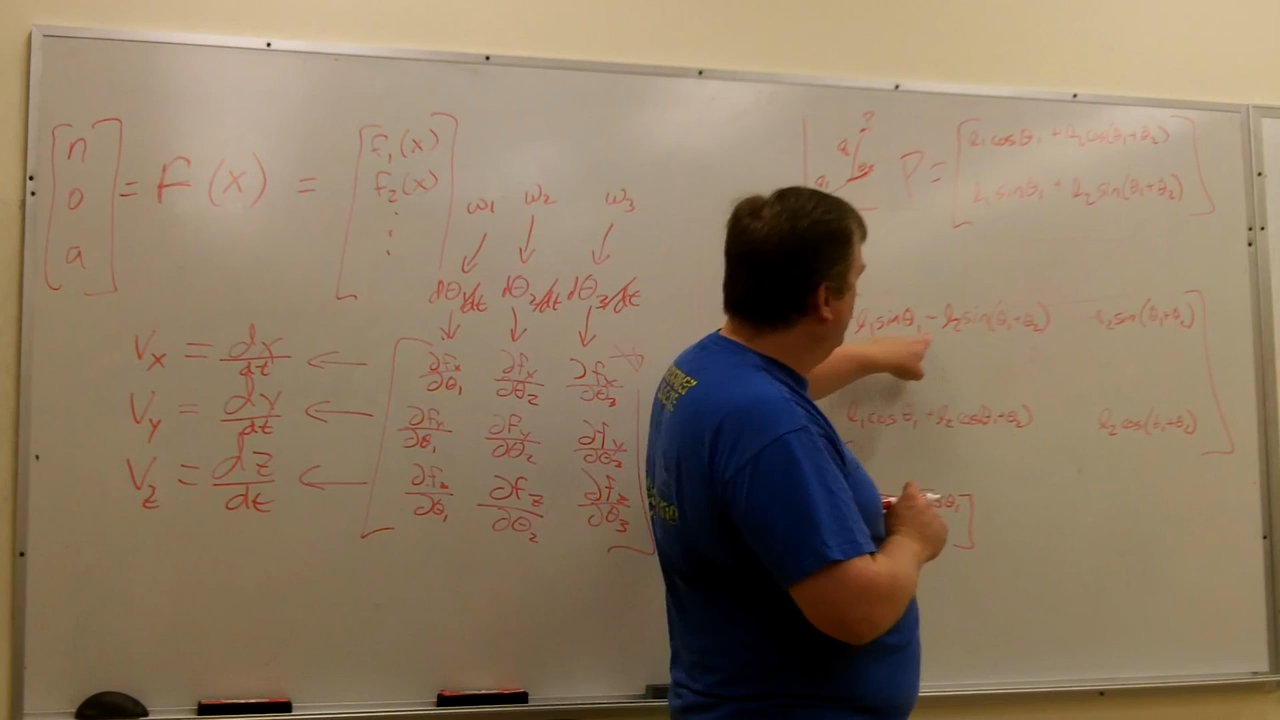 [n o a] = F(x) = [f₁(x) f₂(x) ⋮]
ω₁ ω₂ ω₃
dθ₁/dt dθ₂/dt dθ₃/dt
Vx = dx/dt ← ∂fx/∂θ₁ ∂fx/∂θ₂ ∂fx/∂θ₃
Vy = dy/dt ← ∂fy/∂θ₁ ∂fy/∂θ₂ ∂fy/∂θ₂
Vz = dz/dt ← ∂fz/∂θ₁ ∂fz/∂θ₂ ∂fz/∂θ₃
P = [l₁cosθ₁ + l₂cos(θ₁+θ₂)
l₁sinθ₁ + l₂sin(θ₁+θ₂)]
l₁sinθ₁ - l₂sin(θ₁+θ₂) l₂sin(θ₁+θ₂)
l₁cosθ₁ + l₂cos(θ₁+θ₂) l₂cos(θ₁+θ₂)